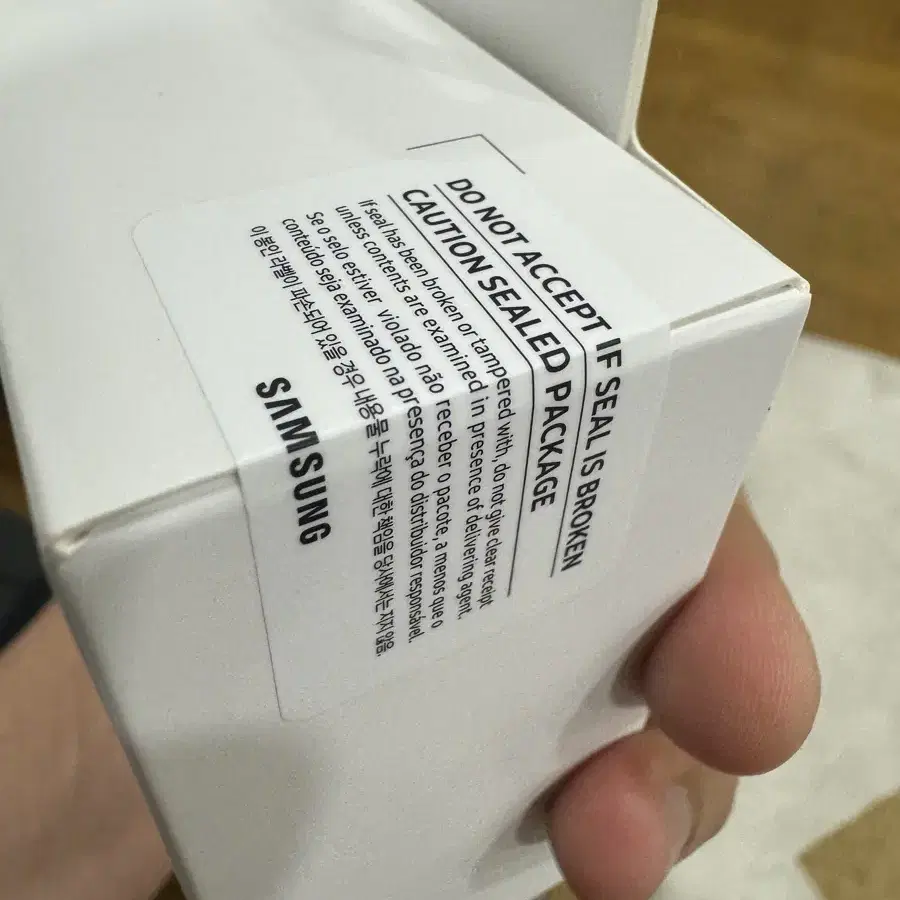 DO NOT ACCEPT IF SEAL IS BROKEN
CAUTION SEALED PACKAGE
If seal has been broken or tampered with, do not give clear receipt
unless contents are examined in presence of delivering agent.
Se o selo estiver violado não receber o pacote, a menos que o
conteúdo seja examinado na presença do distribuidor responsável.
이 봉인 라벨이 파손되어 있을 경우 내용물 누락에 대한 책임을 당사에서는 지지 않음.
SAMSUNG